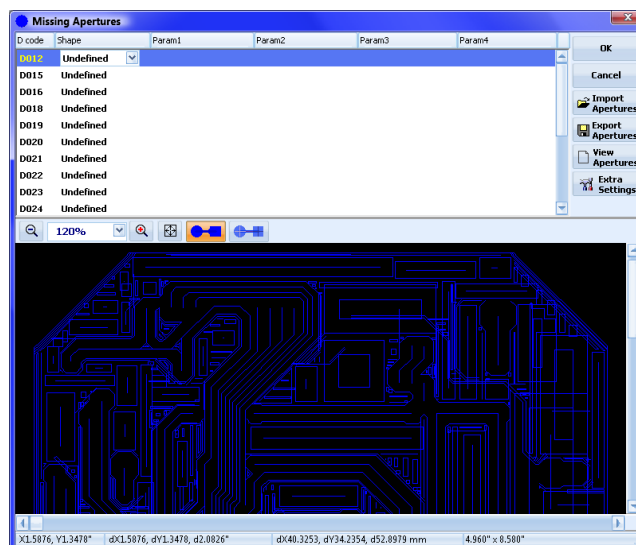 Missing Apertures
D code Shape Param1 Param2 Param3 Param4
D012 Undefined
D015 Undefined
D016 Undefined
D018 Undefined
D019 Undefined
D020 Undefined
D021 Undefined
D022 Undefined
D023 Undefined
D024 Undefined
OK
Cancel
Import
Apertures
Export
Apertures
View
Apertures
Extra
Settings
120%
X1.5876, Y1.3478" dX1.5876, dY1.3478, d2.0826" dX40.3253, dY34.2354, d52.8979 mm 4.960" x 8.580"